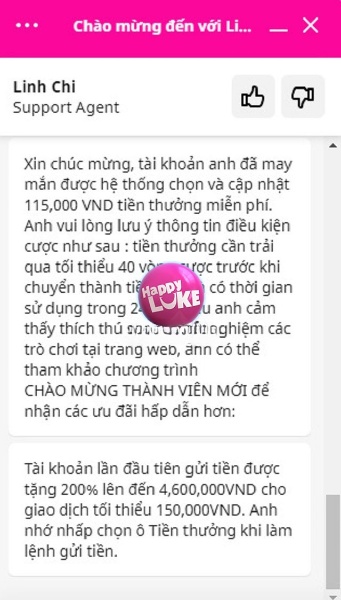 Chào mừng đến với Li...
Linh Chi
Support Agent
Xin chúc mừng, tài khoản anh đã may
mắn được hệ thống chọn và cập nhật
115,000 VND tiền thưởng miễn phí.
Anh vui lòng lưu ý thông tin điều kiện
cược như sau : tiền thưởng cần trải
qua tối thiểu 40 vòng cược trước khi
chuyển thành có thời gian
sử dụng trong anh cảm
HAPPY
LUKE
thấy thích thú nghiệm các
trò chơi tại trang web, anh có thể
tham khảo chương trình
CHÀO MỪNG THÀNH VIÊN MỚI để
nhận các ưu đãi hấp dẫn hơn:
Tài khoản lần đầu tiên gửi tiền được
tặng 200% lên đến 4,600,000VND cho
giao dịch tối thiểu 150,000VND. Anh
nhớ nhấp chọn ô Tiền thưởng khi làm
lệnh gửi tiền.